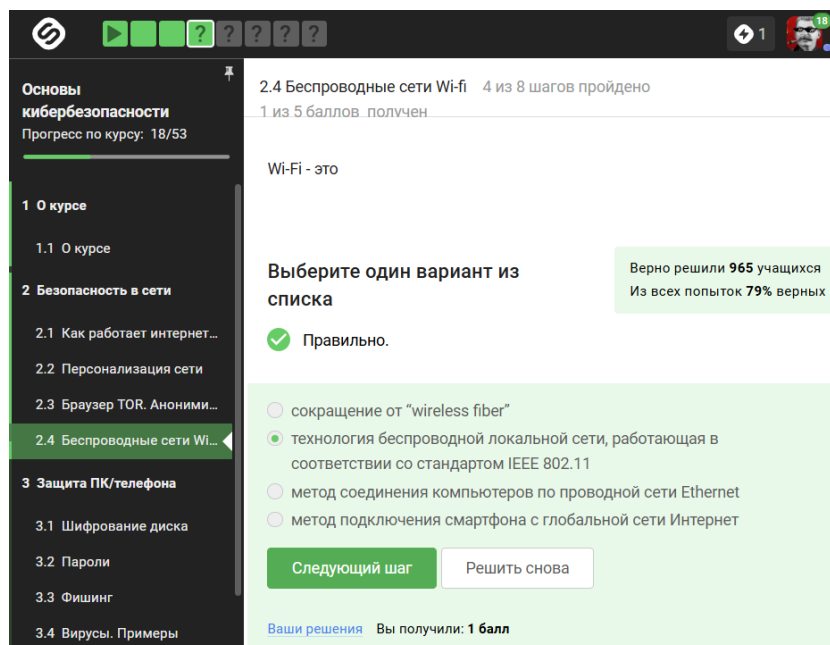 ? ? ? ? ?
1
18
Основы
кибербезопасности
Прогресс по курсу: 18/53
1 О курсе
1.1 О курсе
2 Безопасность в сети
2.1 Как работает интернет...
2.2 Персонализация сети
2.3 Браузер TOR. Аноними...
2.4 Беспроводные сети Wi...
3 Защита ПК/телефона
3.1 Шифрование диска
3.2 Пароли
3.3 Фишинг
3.4 Вирусы. Примеры
2.4 Беспроводные сети Wi-fi 4 из 8 шагов пройдено
1 из 5 баллов получен
Wi-Fi - это
Выберите один вариант из
списка
Верно решили 965 учащихся
Из всех попыток 79% верных
Правильно.
сокращение от “wireless fiber”
технология беспроводной локальной сети, работающая в
соответствии со стандартом IEEE 802.11
метод соединения компьютеров по проводной сети Ethernet
метод подключения смартфона с глобальной сети Интернет
Следующий шаг
Решить снова
Ваши решения Вы получили: 1 балл